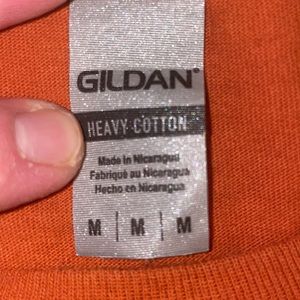 GILDAN®
HEAVY COTTON
Made in Nicaragua
Fabriqué au Nicaragua
Hecho en Nicaragua
M | M | M